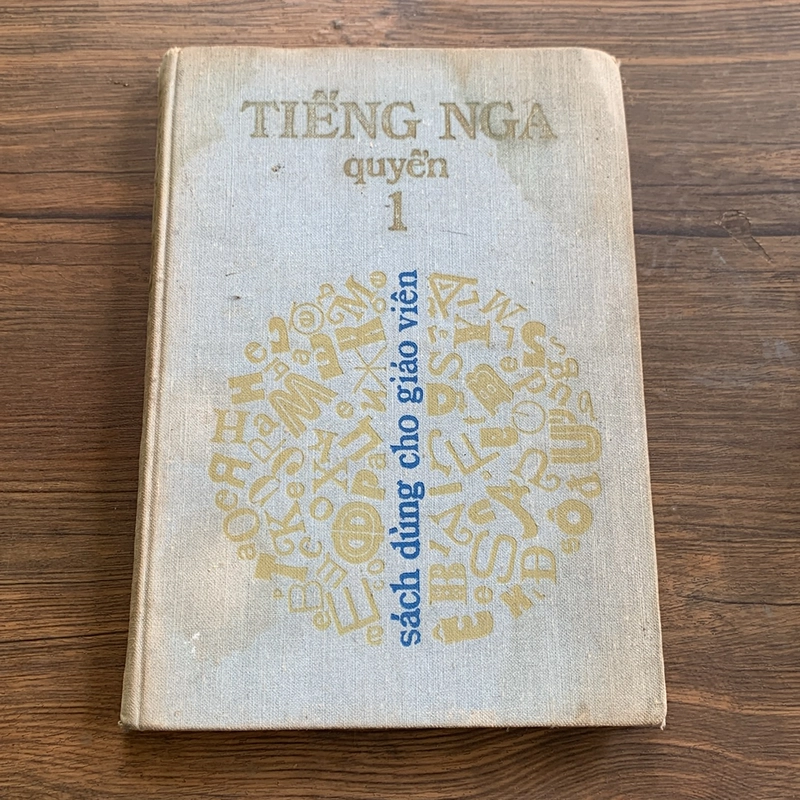 TIẾNG NGA
quyển
1
sách dùng cho giáo viên